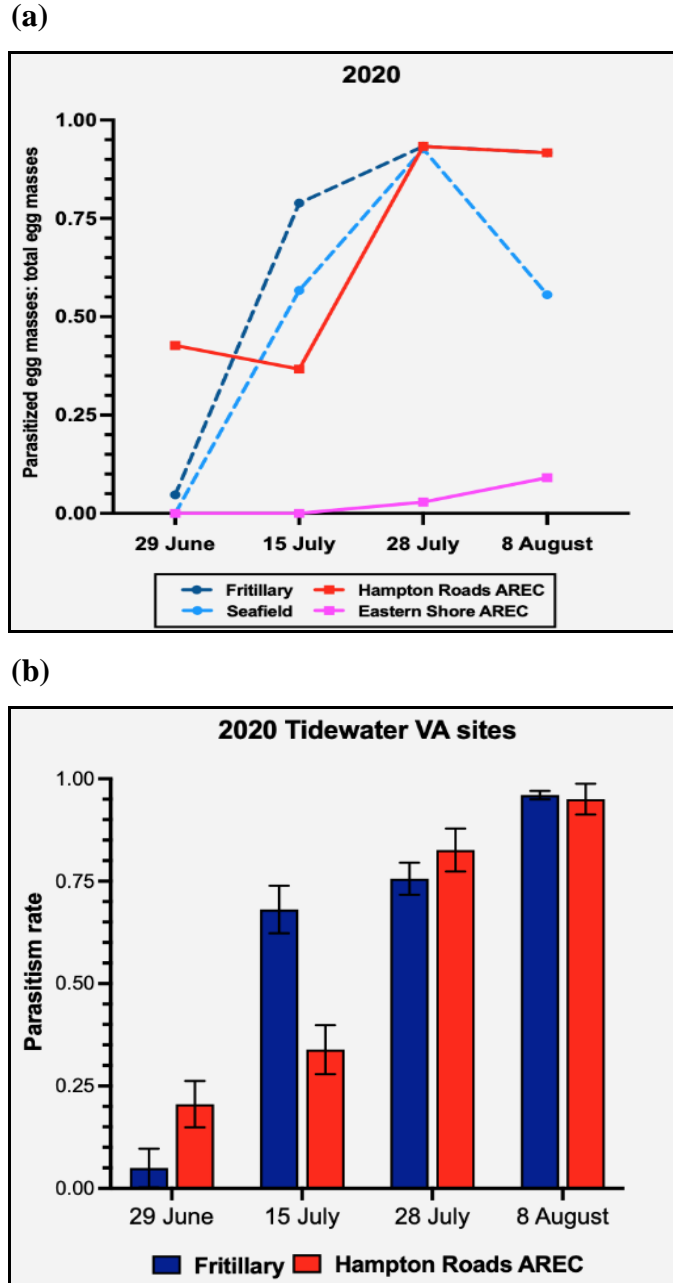 (a)
2020
Parasitized egg masses: total egg masses
1.00
0.75
0.50
0.25
0.00
29 June 15 July 28 July 8 August
Fritillary Hampton Roads AREC
Seafield Eastern Shore AREC
(b)
2020 Tidewater VA sites
Parasitism rate
1.00
0.75
0.50
0.25
0.00
29 June 15 July 28 July 8 August
Fritillary Hampton Roads AREC